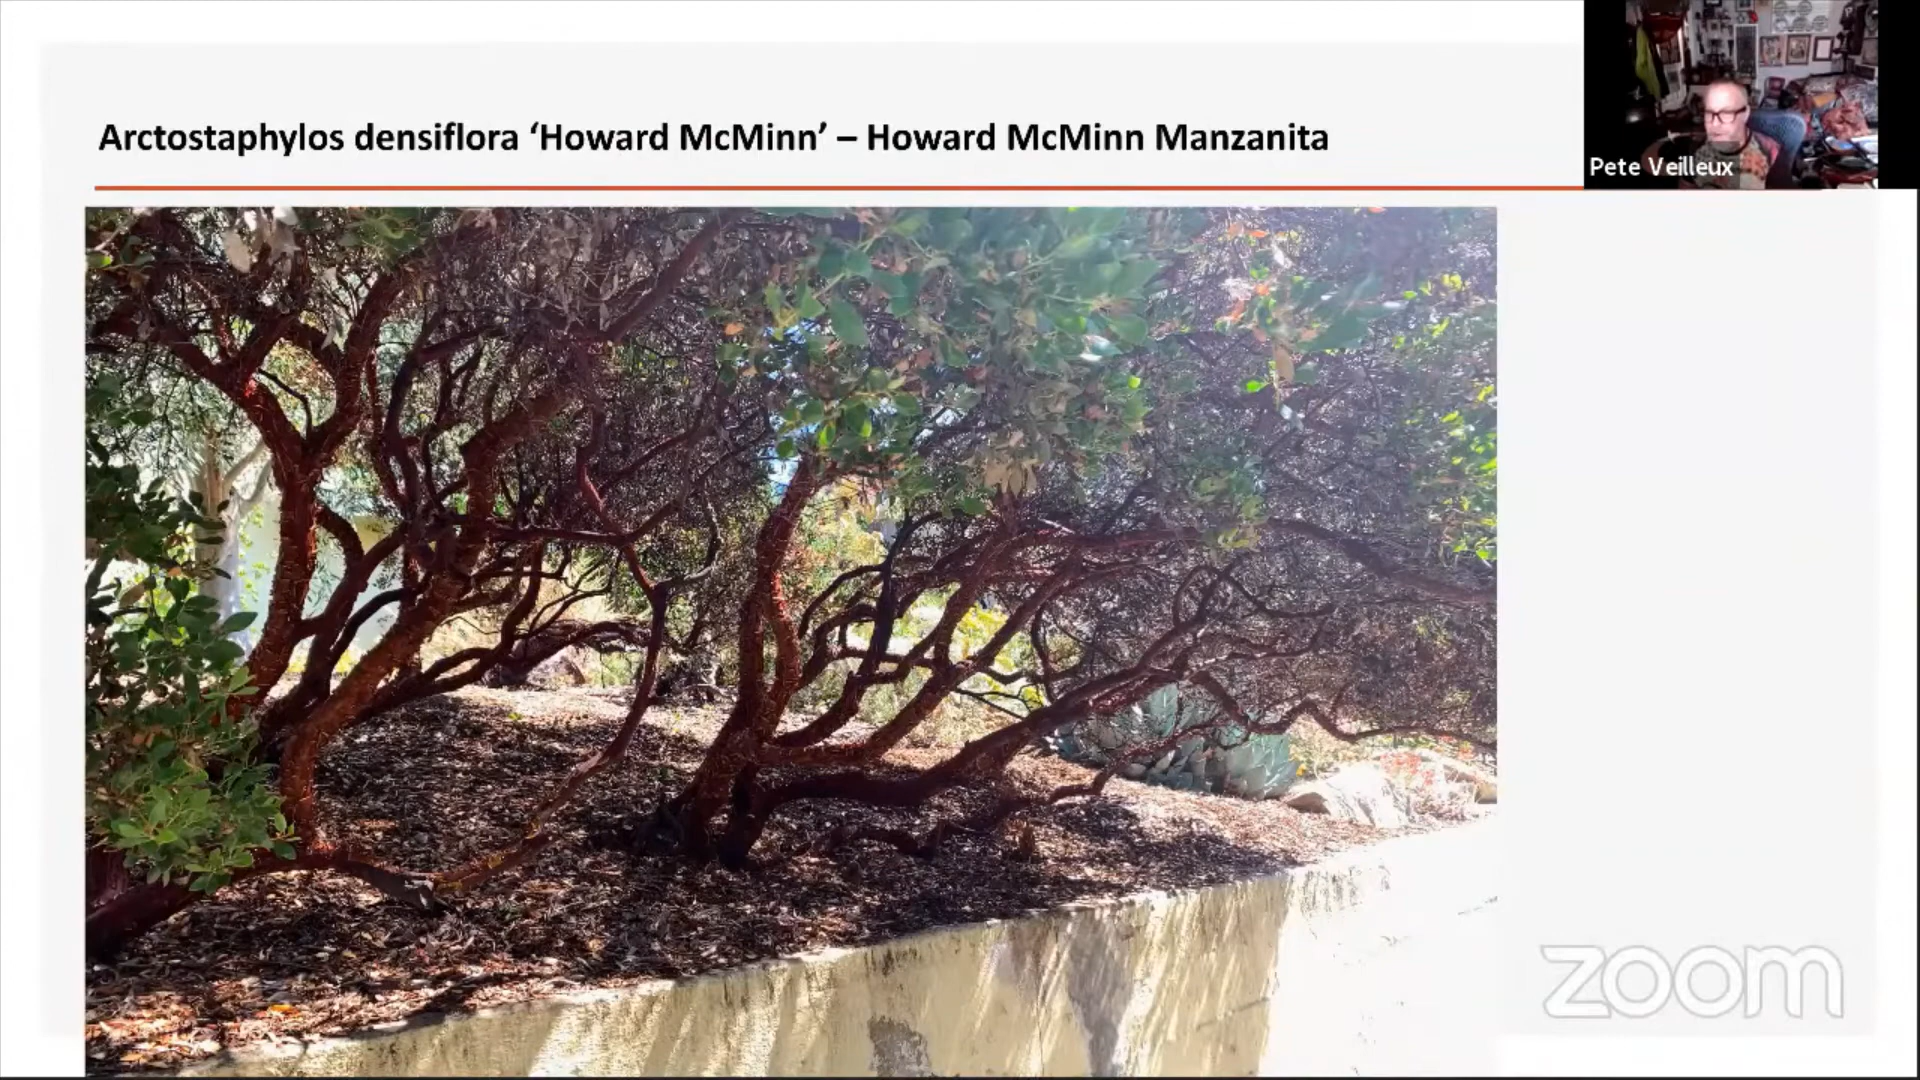 Arctostaphylos densiflora ‘Howard McMinn’ – Howard McMinn Manzanita
Pete Veilleux
zoom